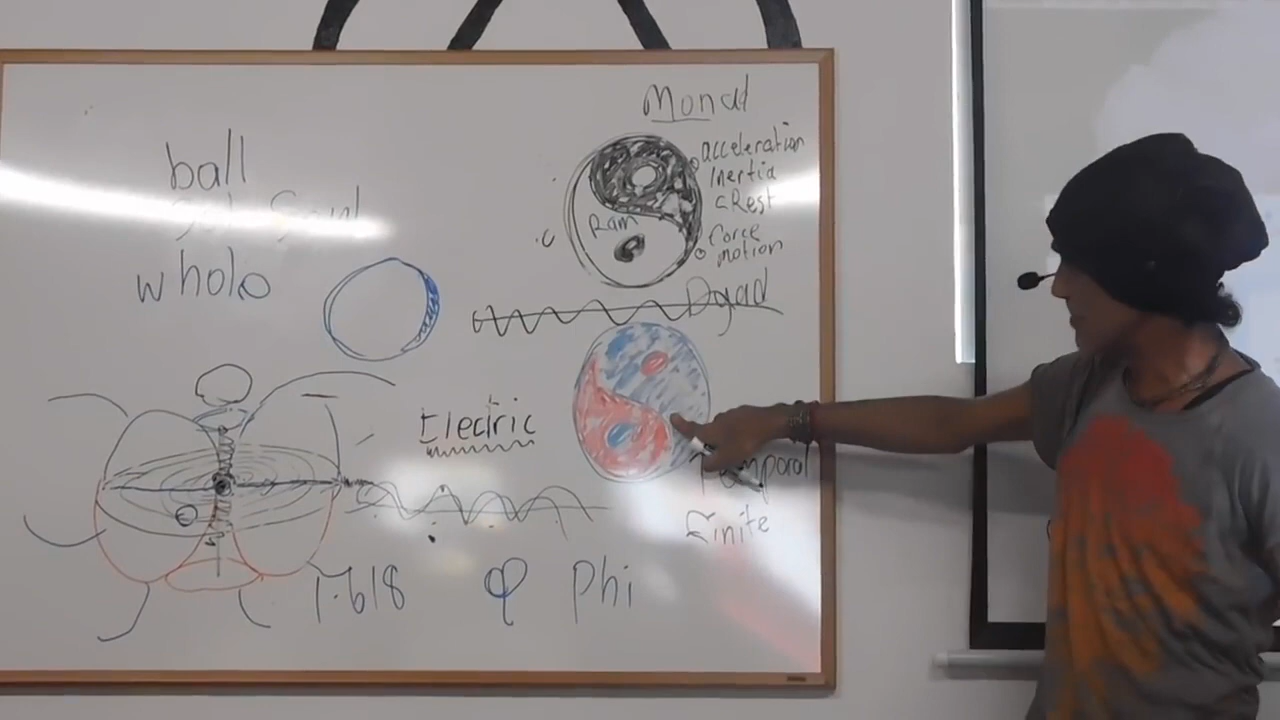 ball
whole
Monad
acceleration
Inertia
Rest
Ram
Force
motion
Dyad
Electric
Temporal
finite
1.618 φ Phi